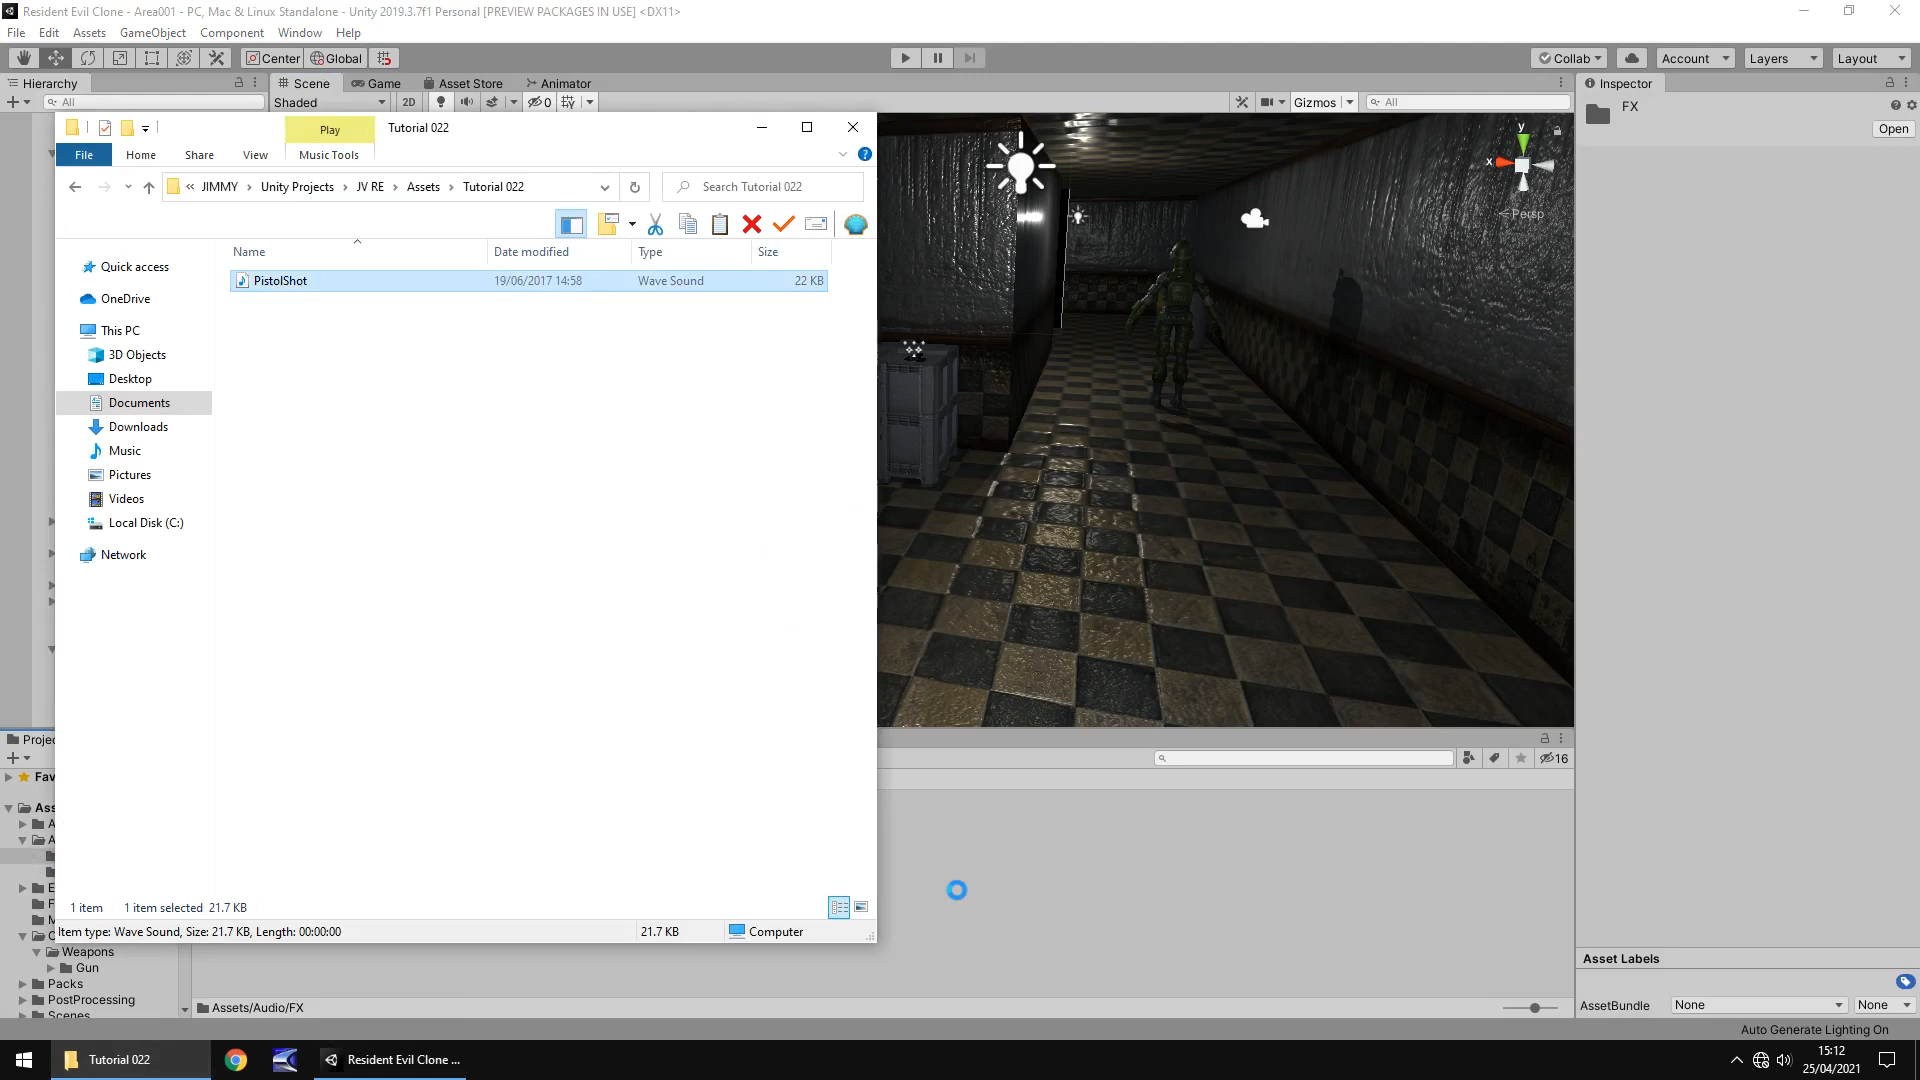 Resident Evil Clone - Area001 - PC, Mac & Linux Standalone - Unity 2019.3.7f1 Personal [PREVIEW PACKAGES IN USE] <DX11>
File Edit Assets GameObject Component Window Help
Center Global Collab Account Layers Layout
Hierarchy Scene Game Asset Store Animator Inspector
All Shaded 2D 0 Gizmos All FX
Open
Play Tutorial 022
File Home Share View Music Tools
« JIMMY Unity Projects JV RE Assets Tutorial 022 Search Tutorial 022
y
x
Persp
Name Date modified Type Size
PistolShot 19/06/2017 14:58 Wave Sound 22 KB
Quick access
OneDrive
This PC
3D Objects
Desktop
Documents
Downloads
Music
Pictures
Videos
Local Disk (C:)
Network
Projec
16
Fav
Ass
A
A
E
F
1 item 1 item selected 21.7 KB
Item type: Wave Sound, Size: 21.7 KB, Length: 00:00:00 21.7 KB Computer
Weapons
Gun
Packs
PostProcessing
Scenes
Assets/Audio/FX
Asset Labels
AssetBundle None None
Auto Generate Lighting On
Tutorial 022 Resident Evil Clone ...
15:12
25/04/2021